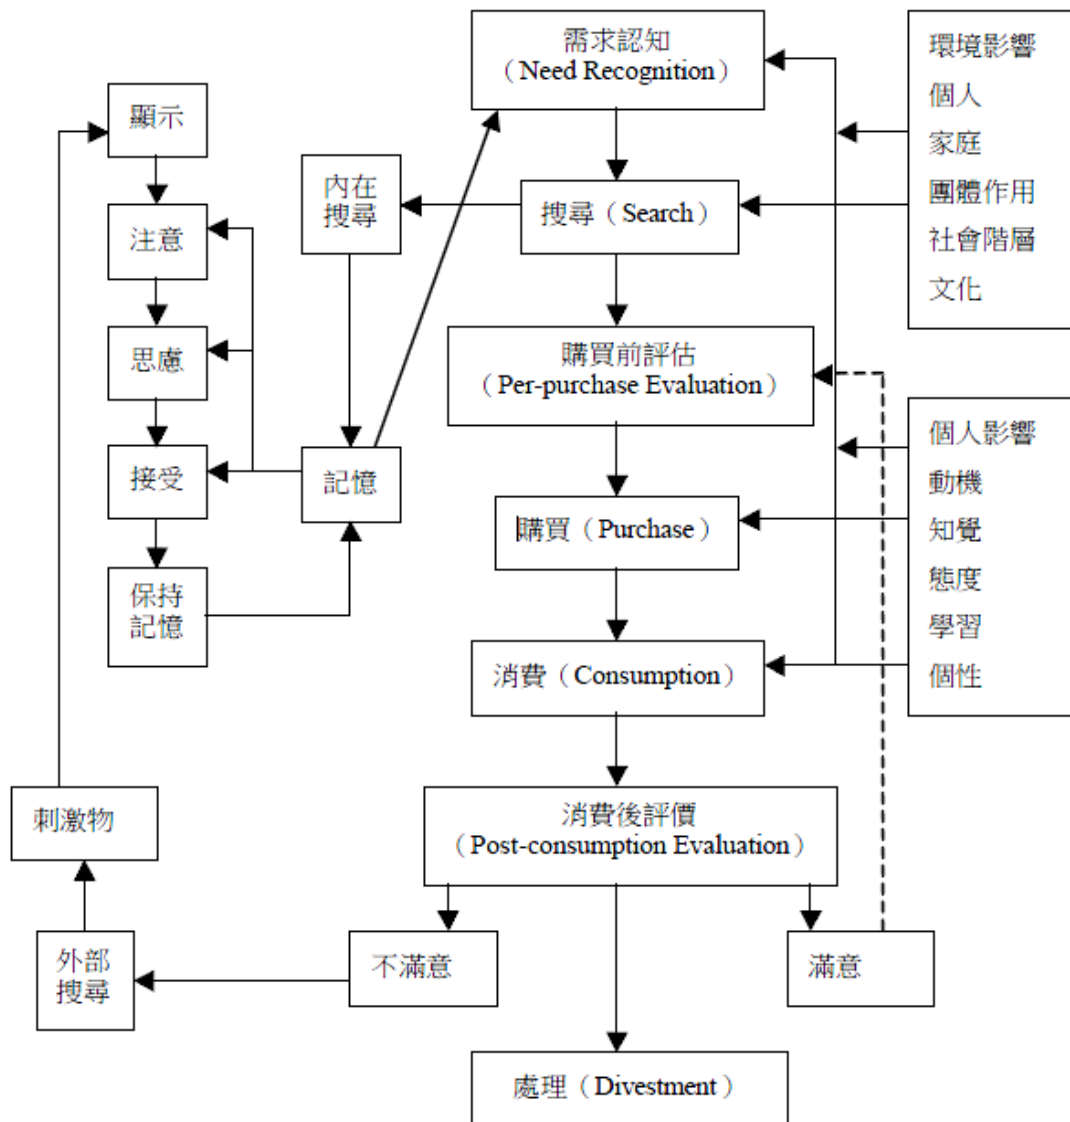 需求認知
（Need Recognition）
環境影響
個人
家庭
團體作用
社會階層
文化
顯示
內在
搜尋
搜尋（Search）
注意
思慮
購買前評估
（Per-purchase Evaluation）
個人影響
動機
知覺
態度
學習
個性
接受
記憶
購買（Purchase）
保持
記憶
消費（Consumption）
刺激物
消費後評價
（Post-consumption Evaluation）
外部
搜尋
不滿意
滿意
處理（Divestment）